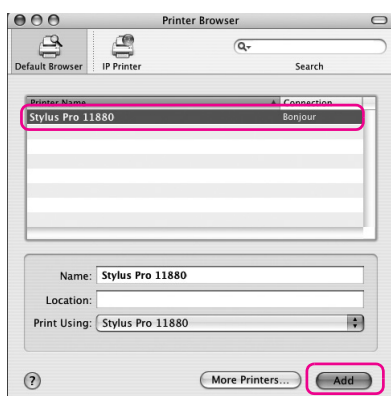 Printer Browser
Default Browser IP Printer Search
Printer Name Connection
Stylus Pro 11880 Bonjour
Name: Stylus Pro 11880
Location:
Print Using: Stylus Pro 11880
? More Printers... Add